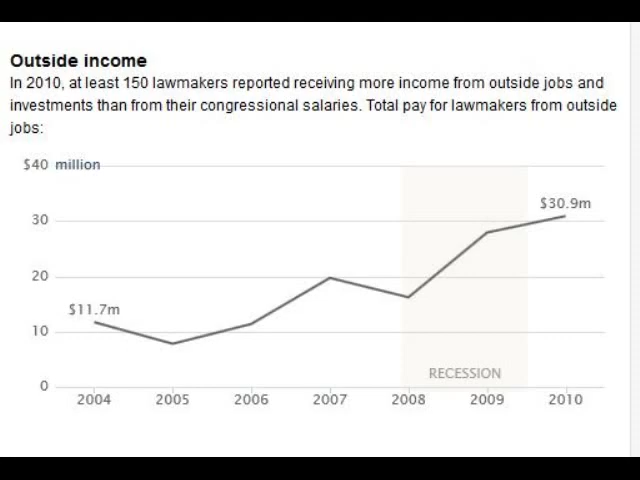 Outside income
In 2010, at least 150 lawmakers reported receiving more income from outside jobs and
investments than from their congressional salaries. Total pay for lawmakers from outside
jobs:
$40 million
$30.9m
30
20
$11.7m
10
RECESSION
0
2004 2005 2006 2007 2008 2009 2010